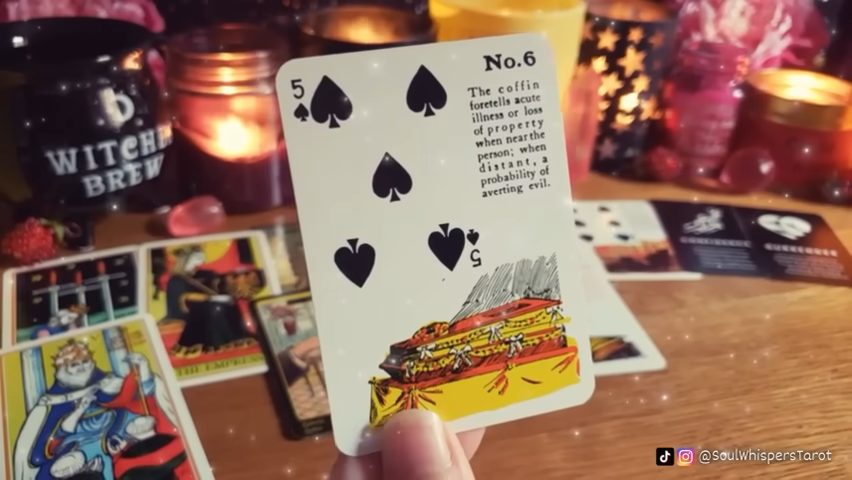 WITCHES
BREW
5
No.6
The coffin
foretells acute
illness or loss
of property
when near the
person; when
distant, a
probability of
averting evil.
5
THE EMPRESS
@SoulWhispersTarot